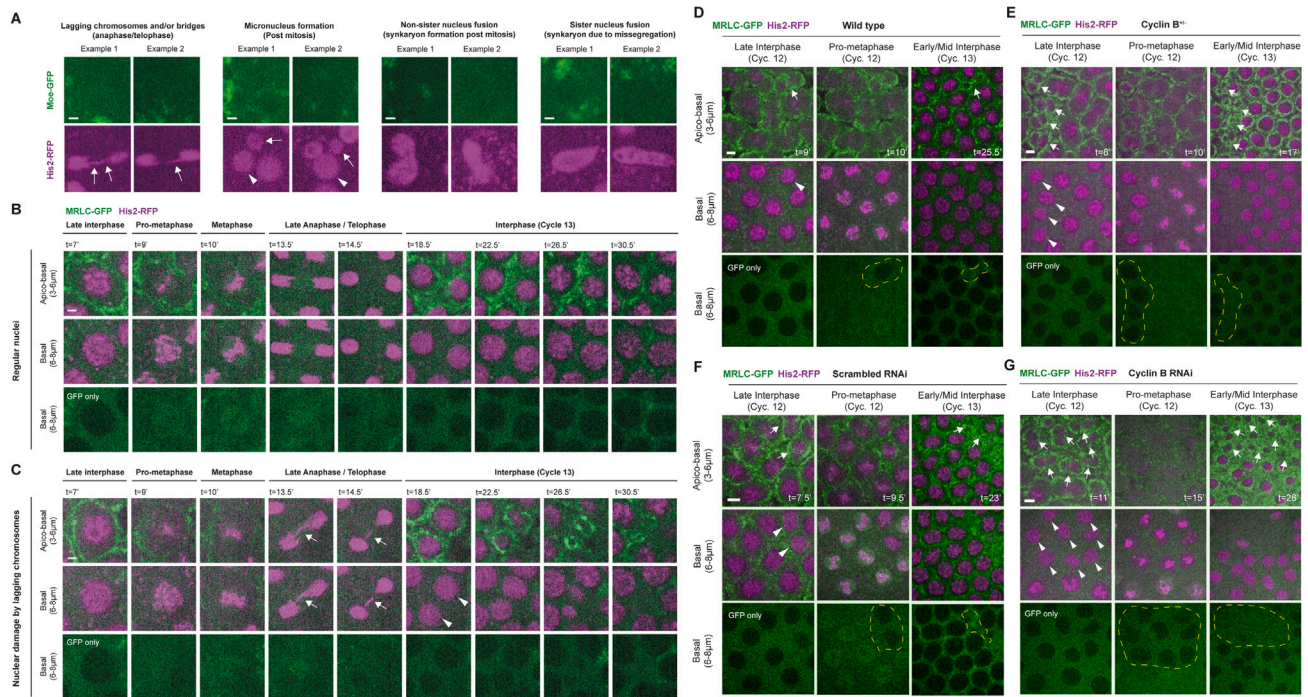 A
Lagging chromosomes and/or bridges
(anaphase/telophase)
Micronucleus formation
(Post mitosis)
Non-sister nucleus fusion
(synkaryon formation post mitosis)
Sister nucleus fusion
(synkaryon due to missegregation)
Example 1 Example 2 Example 1 Example 2 Example 1 Example 2 Example 1 Example 2
Moe-GFP
His2-RFP
B
MRLC-GFP His2-RFP
Late interphase Pro-metaphase Metaphase Late Anaphase / Telophase Interphase (Cycle 13)
t=7' t=9' t=10' t=13.5' t=14.5' t=18.5' t=22.5' t=26.5' t=30.5'
Regular nuclei
Apico-basal
(3-6μm)
Basal
(6-8μm)
Basal
(6-8μm)
GFP only
C
Late interphase Pro-metaphase Metaphase Late Anaphase / Telophase Interphase (Cycle 13)
t=7' t=9' t=10' t=13.5' t=14.5' t=18.5' t=22.5' t=26.5' t=30.5'
Nuclear damage by lagging chromosomes
Apico-basal
(3-6μm)
Basal
(6-8μm)
Basal
(6-8μm)
GFP only
D
MRLC-GFP His2-RFP Wild type
Late Interphase
(Cyc. 12)
Pro-metaphase
(Cyc. 12)
Early/Mid Interphase
(Cyc. 13)
Apico-basal
(3-6μm)
t=9' t=10' t=25.5'
Basal
(6-8μm)
Basal
(6-8μm)
GFP only
E
MRLC-GFP His2-RFP Cyclin B+/-
Late Interphase
(Cyc. 12)
Pro-metaphase
(Cyc. 12)
Early/Mid Interphase
(Cyc. 13)
t=8' t=10' t=17'
GFP only
F
MRLC-GFP His2-RFP Scrambled RNAi
Late Interphase
(Cyc. 12)
Pro-metaphase
(Cyc. 12)
Early/Mid Interphase
(Cyc. 13)
Apico-basal
(3-6μm)
t=7.5' t=9.5' t=23'
Basal
(6-8μm)
Basal
(6-8μm)
GFP only
G
MRLC-GFP His2-RFP Cyclin B RNAi
Late Interphase
(Cyc. 12)
Pro-metaphase
(Cyc. 12)
Early/Mid Interphase
(Cyc. 13)
t=11' t=15' t=26'
GFP only